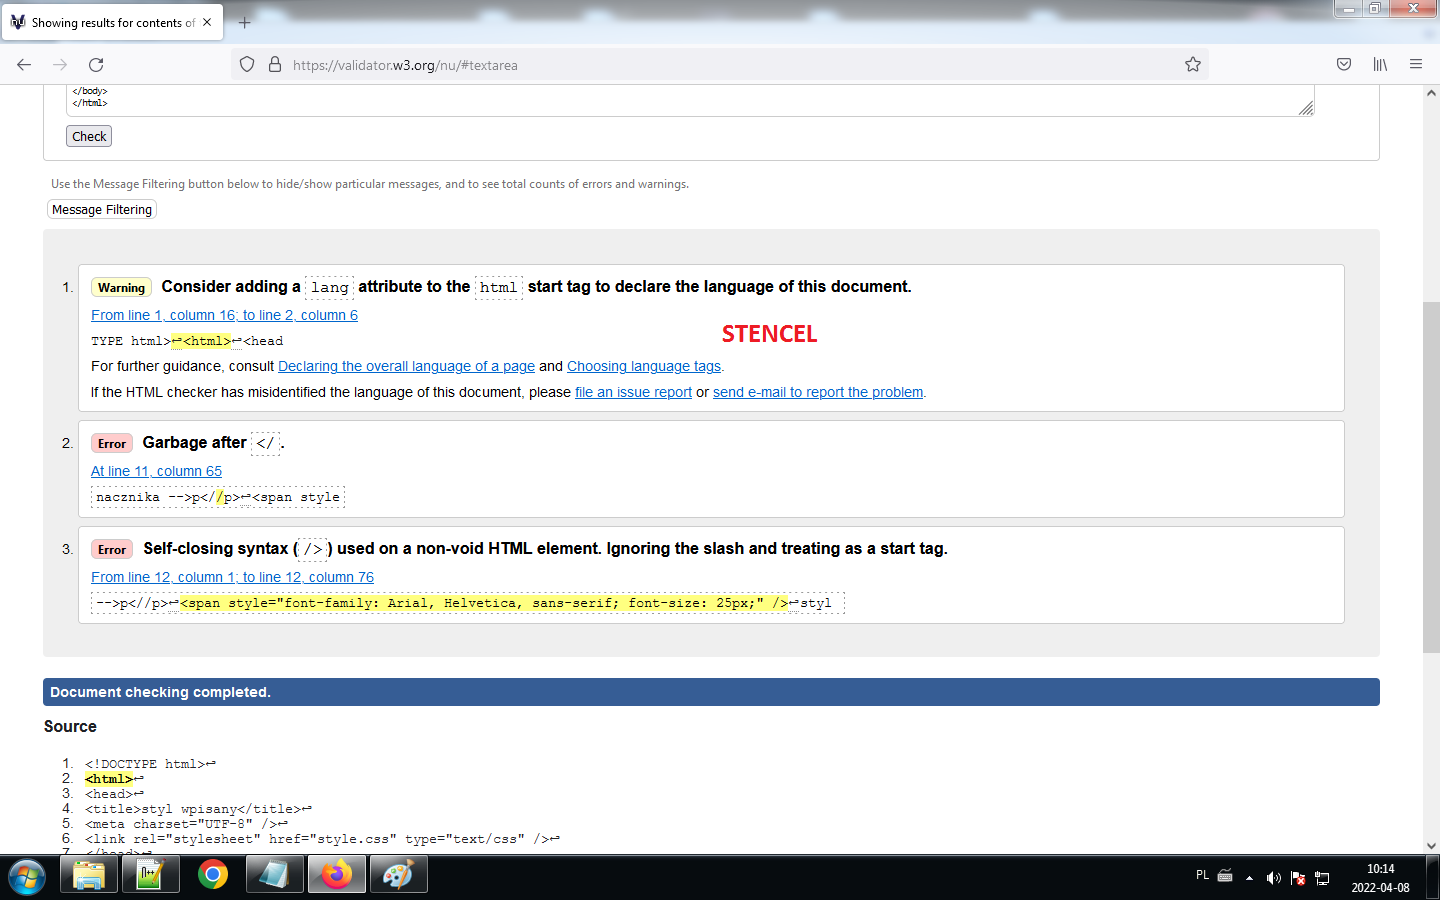 Showing results for contents of
https://validator.w3.org/nu/#textarea
</body>
</html>
Check
Use the Message Filtering button below to hide/show particular messages, and to see total counts of errors and warnings.
Message Filtering
1. Warning Consider adding a lang attribute to the html start tag to declare the language of this document.
From line 1, column 16; to line 2, column 6
STENCEL
TYPE html>↩<html>↩<head
For further guidance, consult Declaring the overall language of a page and Choosing language tags.
If the HTML checker has misidentified the language of this document, please file an issue report or send e-mail to report the problem.
2. Error Garbage after </.
At line 11, column 65
nacznika -->p<//p>↩<span style
3. Error Self-closing syntax (/>) used on a non-void HTML element. Ignoring the slash and treating as a start tag.
From line 12, column 1; to line 12, column 76
-->p<//p>↩<span style="font-family: Arial, Helvetica, sans-serif; font-size: 25px;" />↩styl
Document checking completed.
Source
1. <!DOCTYPE html>↩
2. <html>↩
3. <head>↩
4. <title>styl wpisany</title>↩
5. <meta charset="UTF-8" />↩
6. <link rel="stylesheet" href="style.css" type="text/css" />↩
7. </head>↩
PL
10:14
2022-04-08